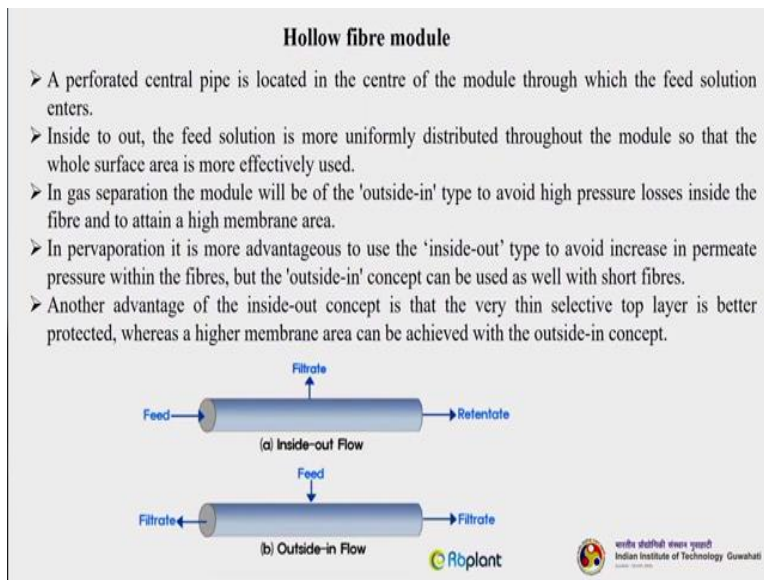 Hollow fibre module
➤ A perforated central pipe is located in the centre of the module through which the feed solution
enters.
➤ Inside to out, the feed solution is more uniformly distributed throughout the module so that the
whole surface area is more effectively used.
➤ In gas separation the module will be of the 'outside-in' type to avoid high pressure losses inside the
fibre and to attain a high membrane area.
➤ In pervaporation it is more advantageous to use the ‘inside-out’ type to avoid increase in permeate
pressure within the fibres, but the 'outside-in' concept can be used as well with short fibres.
➤ Another advantage of the inside-out concept is that the very thin selective top layer is better
protected, whereas a higher membrane area can be achieved with the outside-in concept.
Filtrate
Feed
Retentate
(a) Inside-out Flow
Feed
Filtrate
Filtrate
(b) Outside-in Flow
Roplant
भारतीय प्रौद्योगिकी संस्थान गुवाहाटी
Indian Institute of Technology Guwahati